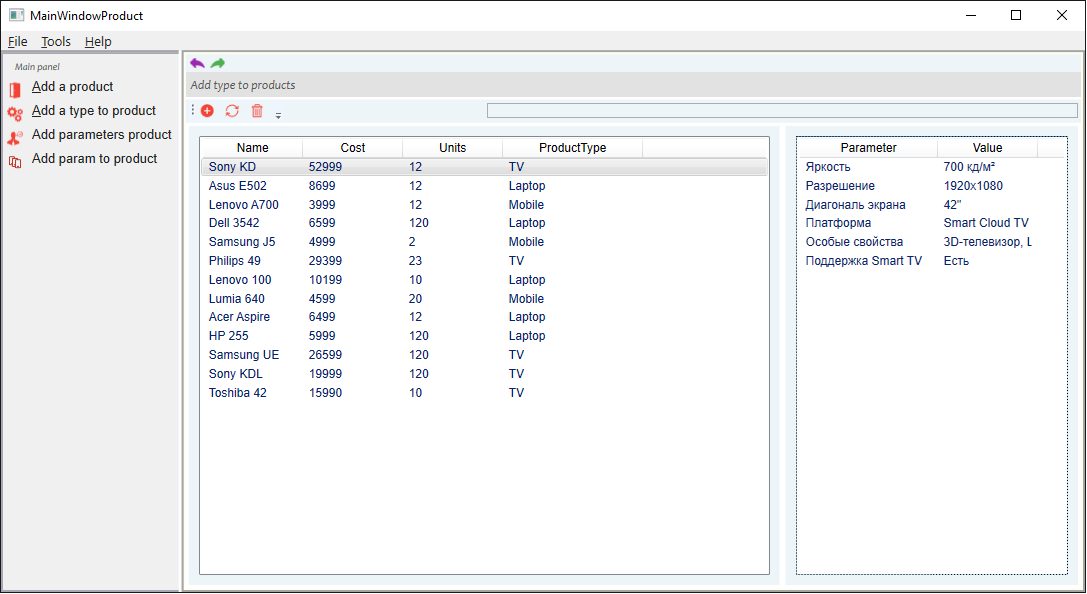 MainWindowProduct
File Tools Help
Main panel
Add a product
Add a type to product
Add parameters product
Add param to product
Add type to products
Name Cost Units ProductType
Sony KD 52999 12 TV
Asus E502 8699 12 Laptop
Lenovo A700 3999 12 Mobile
Dell 3542 6599 120 Laptop
Samsung J5 4999 2 Mobile
Philips 49 29399 23 TV
Lenovo 100 10199 10 Laptop
Lumia 640 4599 20 Mobile
Acer Aspire 6499 12 Laptop
HP 255 5999 120 Laptop
Samsung UE 26599 120 TV
Sony KDL 19999 120 TV
Toshiba 42 15990 10 TV
Parameter Value
Яркость 700 кд/м²
Разрешение 1920x1080
Диагональ экрана 42"
Платформа Smart Cloud TV
Особые свойства 3D-телевизор, L
Поддержка Smart TV Есть